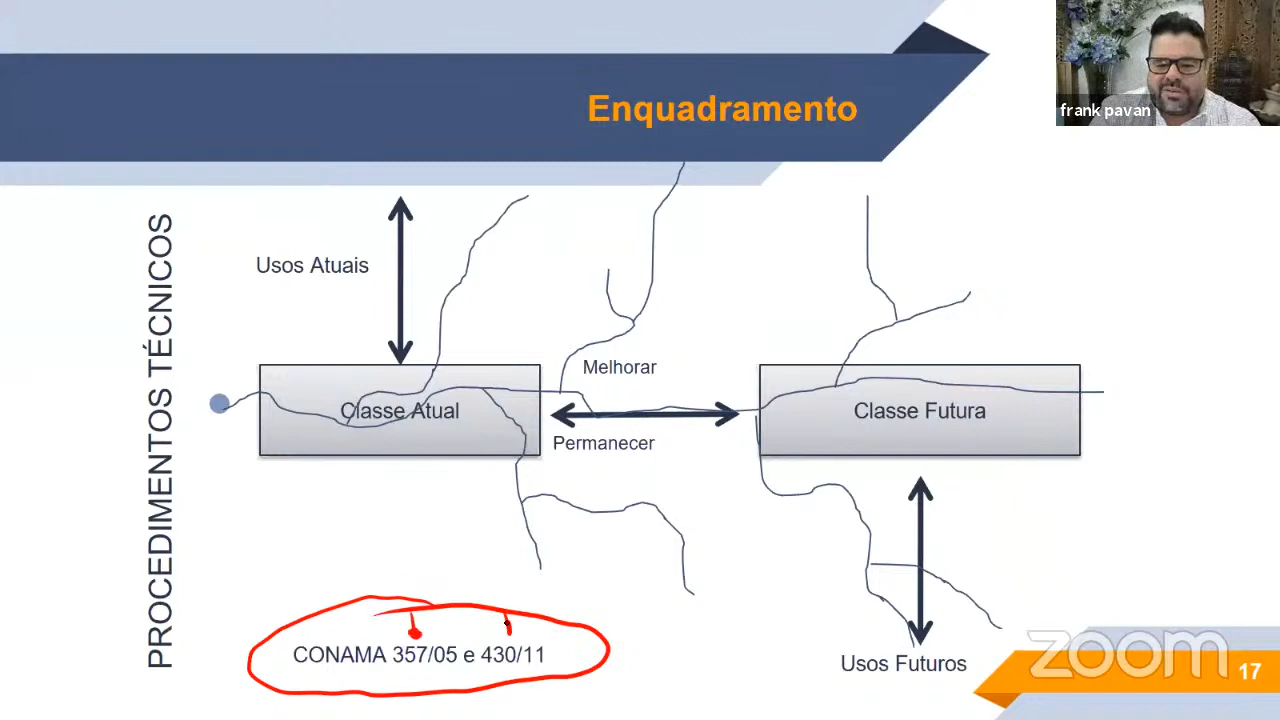 frank pavan
Enquadramento
PROCEDIMENTOS TÉCNICOS
Usos Atuais
Melhorar
Classe Atual
Classe Futura
Permanecer
CONAMA 357/05 e 430/11
Usos Futuros
zoom
17